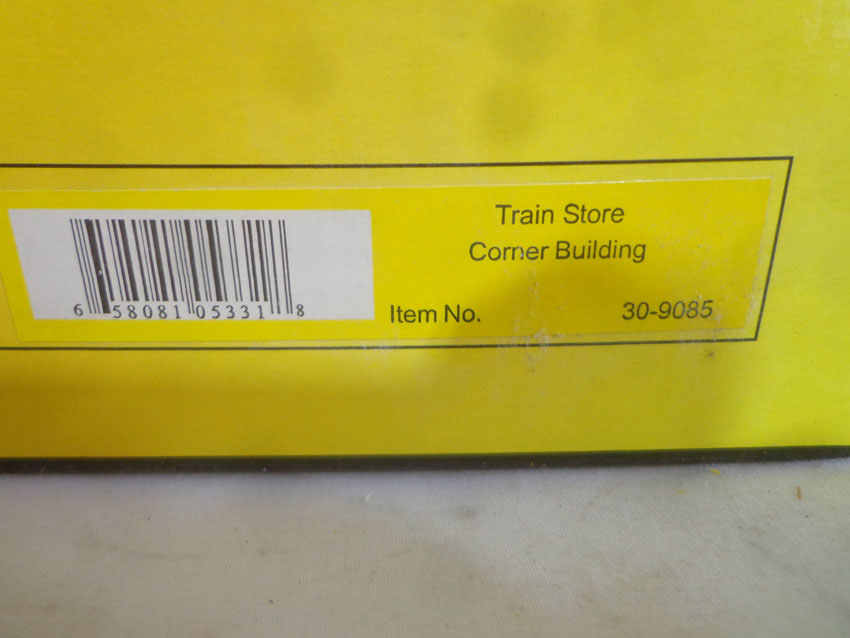 Train Store
Corner Building
6 58081 05331 8
Item No. 30-9085